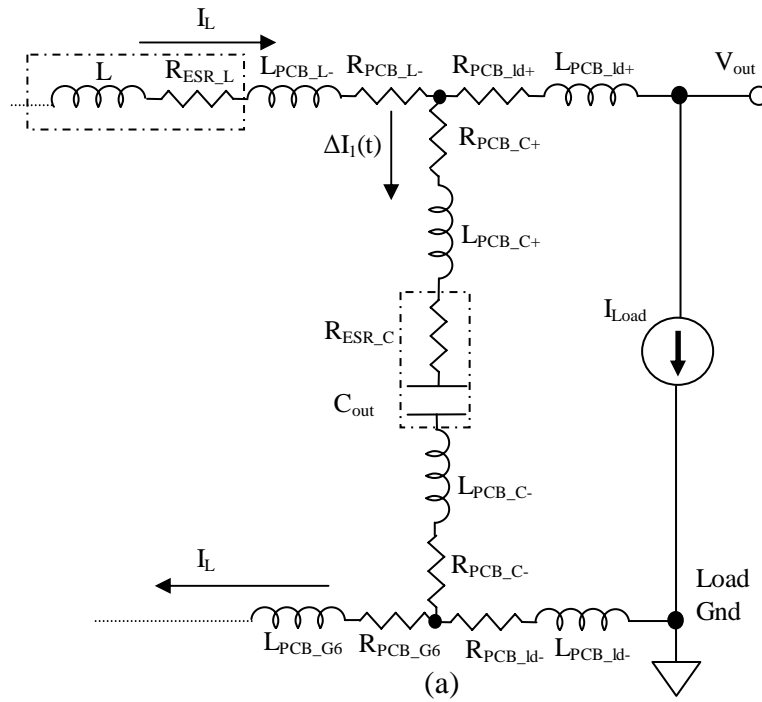 I_L
L R_ESR_L L_PCB_L- R_PCB_L- R_PCB_ld+ L_PCB_ld+ V_out
ΔI_1(t)
R_PCB_C+
L_PCB_C+
R_ESR_C
I_Load
C_out
L_PCB_C-
I_L
R_PCB_C-
Load
Gnd
L_PCB_G6 R_PCB_G6 R_PCB_ld- L_PCB_ld-
(a)